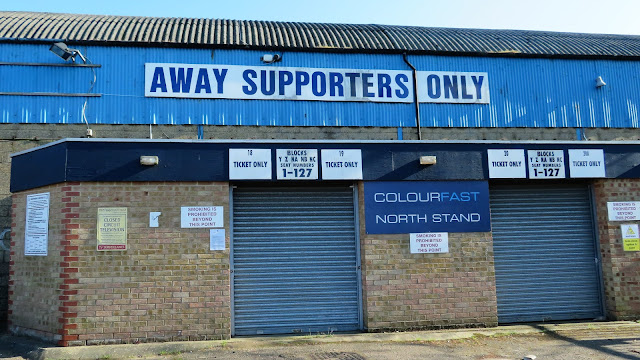 AWAY SUPPORTERS ONLY
18
TICKET ONLY
BLOCKS
Y Z NA NB NC
SEAT NUMBERS
1-127
19
TICKET ONLY
20
TICKET ONLY
BLOCKS
Y Z NA NB NC
SEAT NUMBERS
1-127
TICKET ONLY
COLOURFAST
NORTH STAND
SMOKING IS
PROHIBITED
BEYOND
THIS POINT
SMOKING IS
PROHIBITED
BEYOND
THIS POINT
SMOKING IS
PROHIBITED
BEYOND
THIS POINT
CLOSED
CIRCUIT
TELEVISION